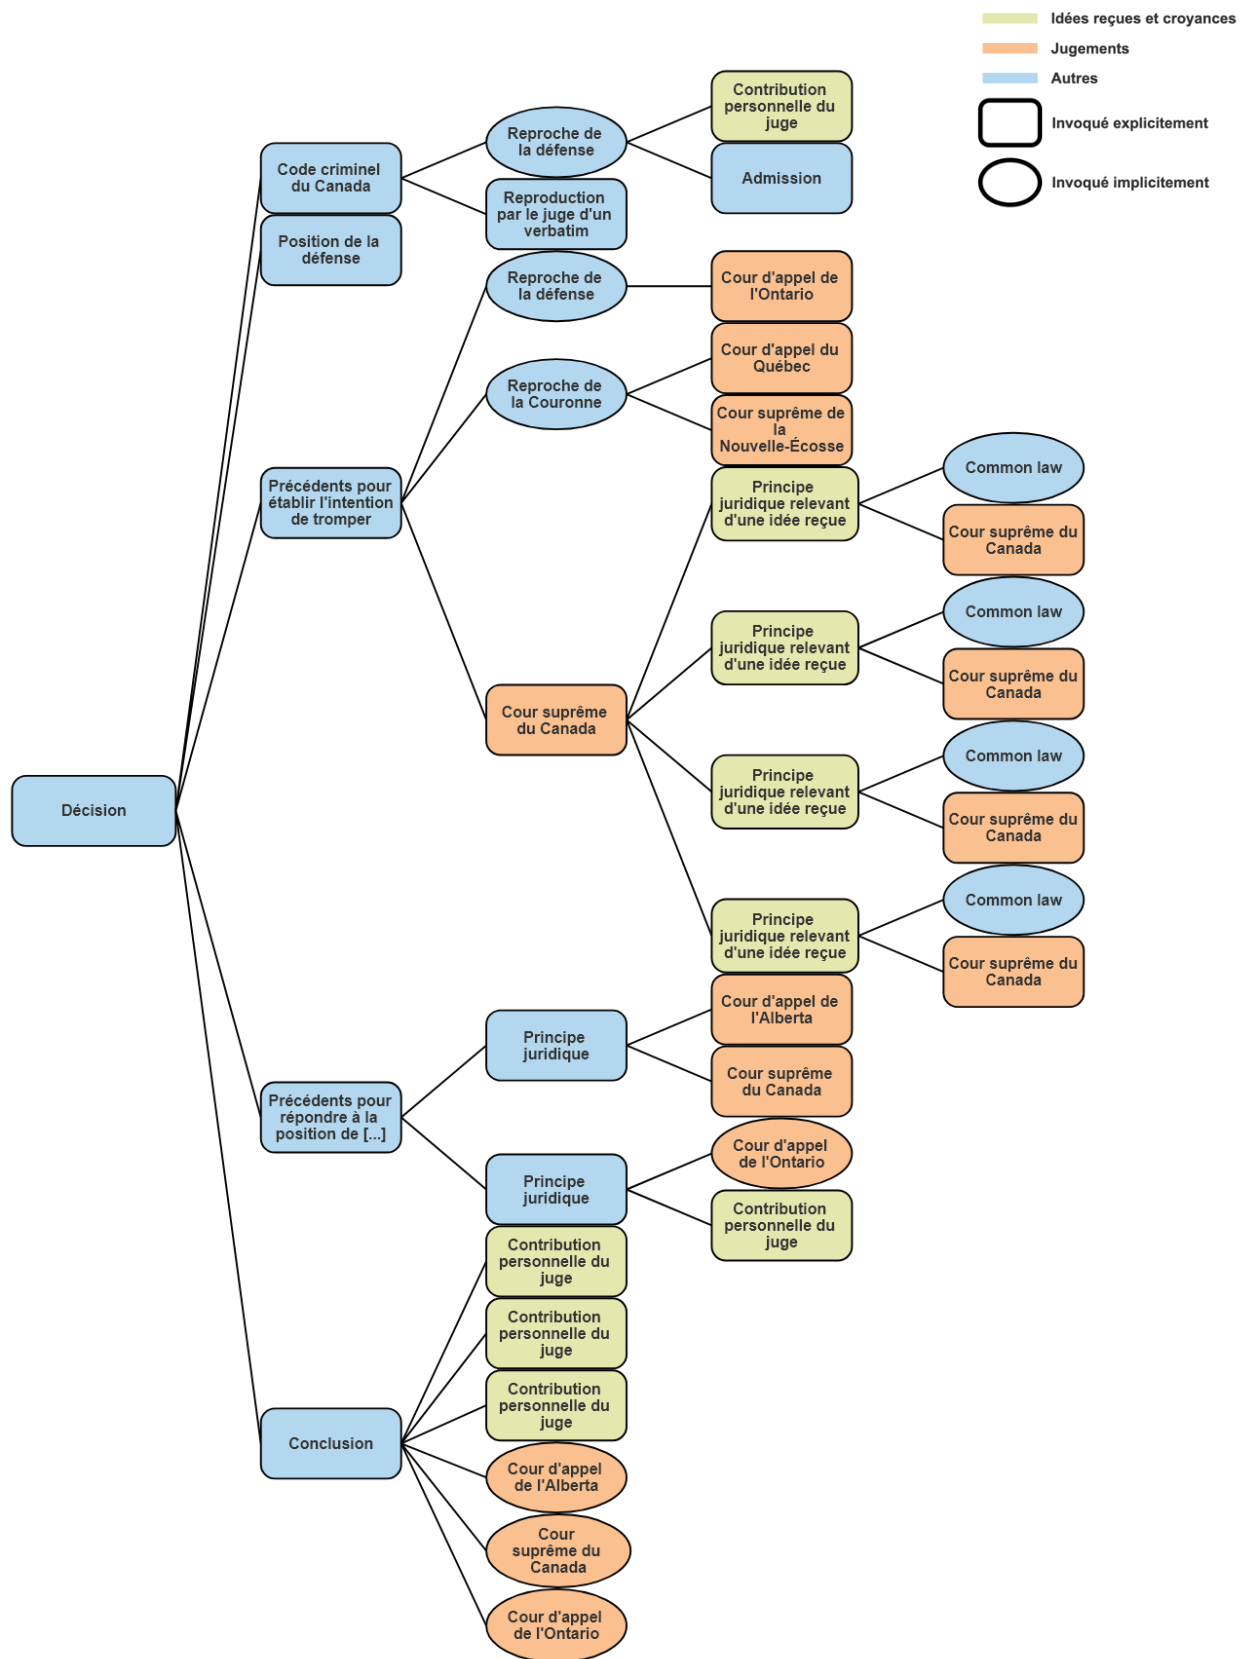 Idées reçues et croyances
Jugements
Autres
Invoqué explicitement
Invoqué implicitement
Décision
Code criminel
du Canada
Position de la
défense
Précédents pour
établir l'intention
de tromper
Précédents pour
répondre à la
position de [...]
Conclusion
Reproche de
la défense
Reproduction
par le juge d'un
verbatim
Reproche de
la défense
Reproche de
la Couronne
Cour suprême
du Canada
Principe
juridique
Principe
juridique
Contribution
personnelle du
juge
Contribution
personnelle du
juge
Contribution
personnelle du
juge
Cour d'appel
de l'Alberta
Cour
suprême du
Canada
Cour d'appel
de l'Ontario
Contribution
personnelle du
juge
Admission
Cour d'appel de
l'Ontario
Cour d'appel du
Québec
Cour suprême de
la
Nouvelle-Écosse
Principe
juridique relevant
d'une idée reçue
Principe
juridique relevant
d'une idée reçue
Principe
juridique relevant
d'une idée reçue
Principe
juridique relevant
d'une idée reçue
Cour d'appel de
l'Alberta
Cour suprême
du Canada
Cour d'appel
de l'Ontario
Contribution
personnelle du
juge
Common law
Cour suprême du
Canada
Common law
Cour suprême du
Canada
Common law
Cour suprême du
Canada
Common law
Cour suprême du
Canada